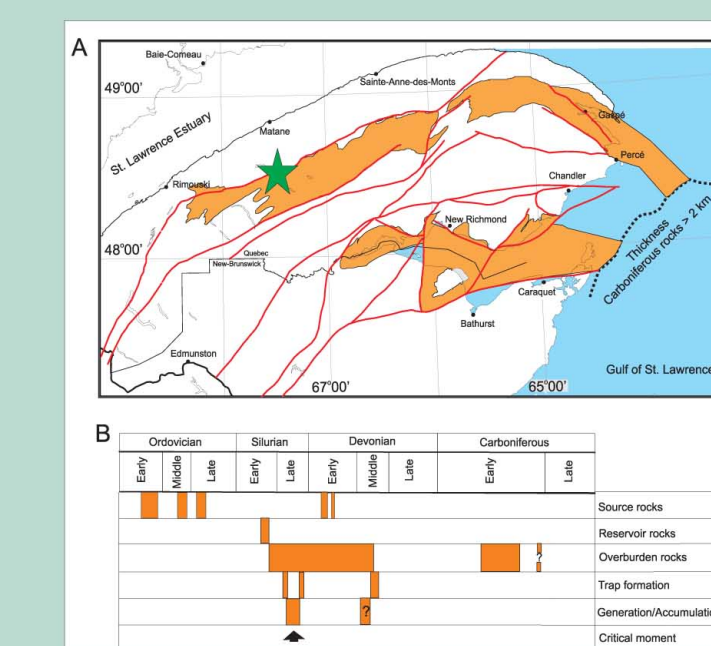 A
Baie-Comeau
Sainte-Anne-des-Monts
49°00'
Gaspé
St. Lawrence Estuary
Matane
Percé
Rimouski
Chandler
New Richmond
Thickness
Carboniferous rocks > 2 km
48°00'
Quebec
New-Brunswick
Caraquet
Bathurst
Edmunston
Gulf of St. Lawrence
67°00'
65°00'
B
Ordovician Silurian Devonian Carboniferous
Early Middle Late Early Late Early Middle Late Early Late
Source rocks
Reservoir rocks
? Overburden rocks
Trap formation
? Generation/Accumulati
Critical moment